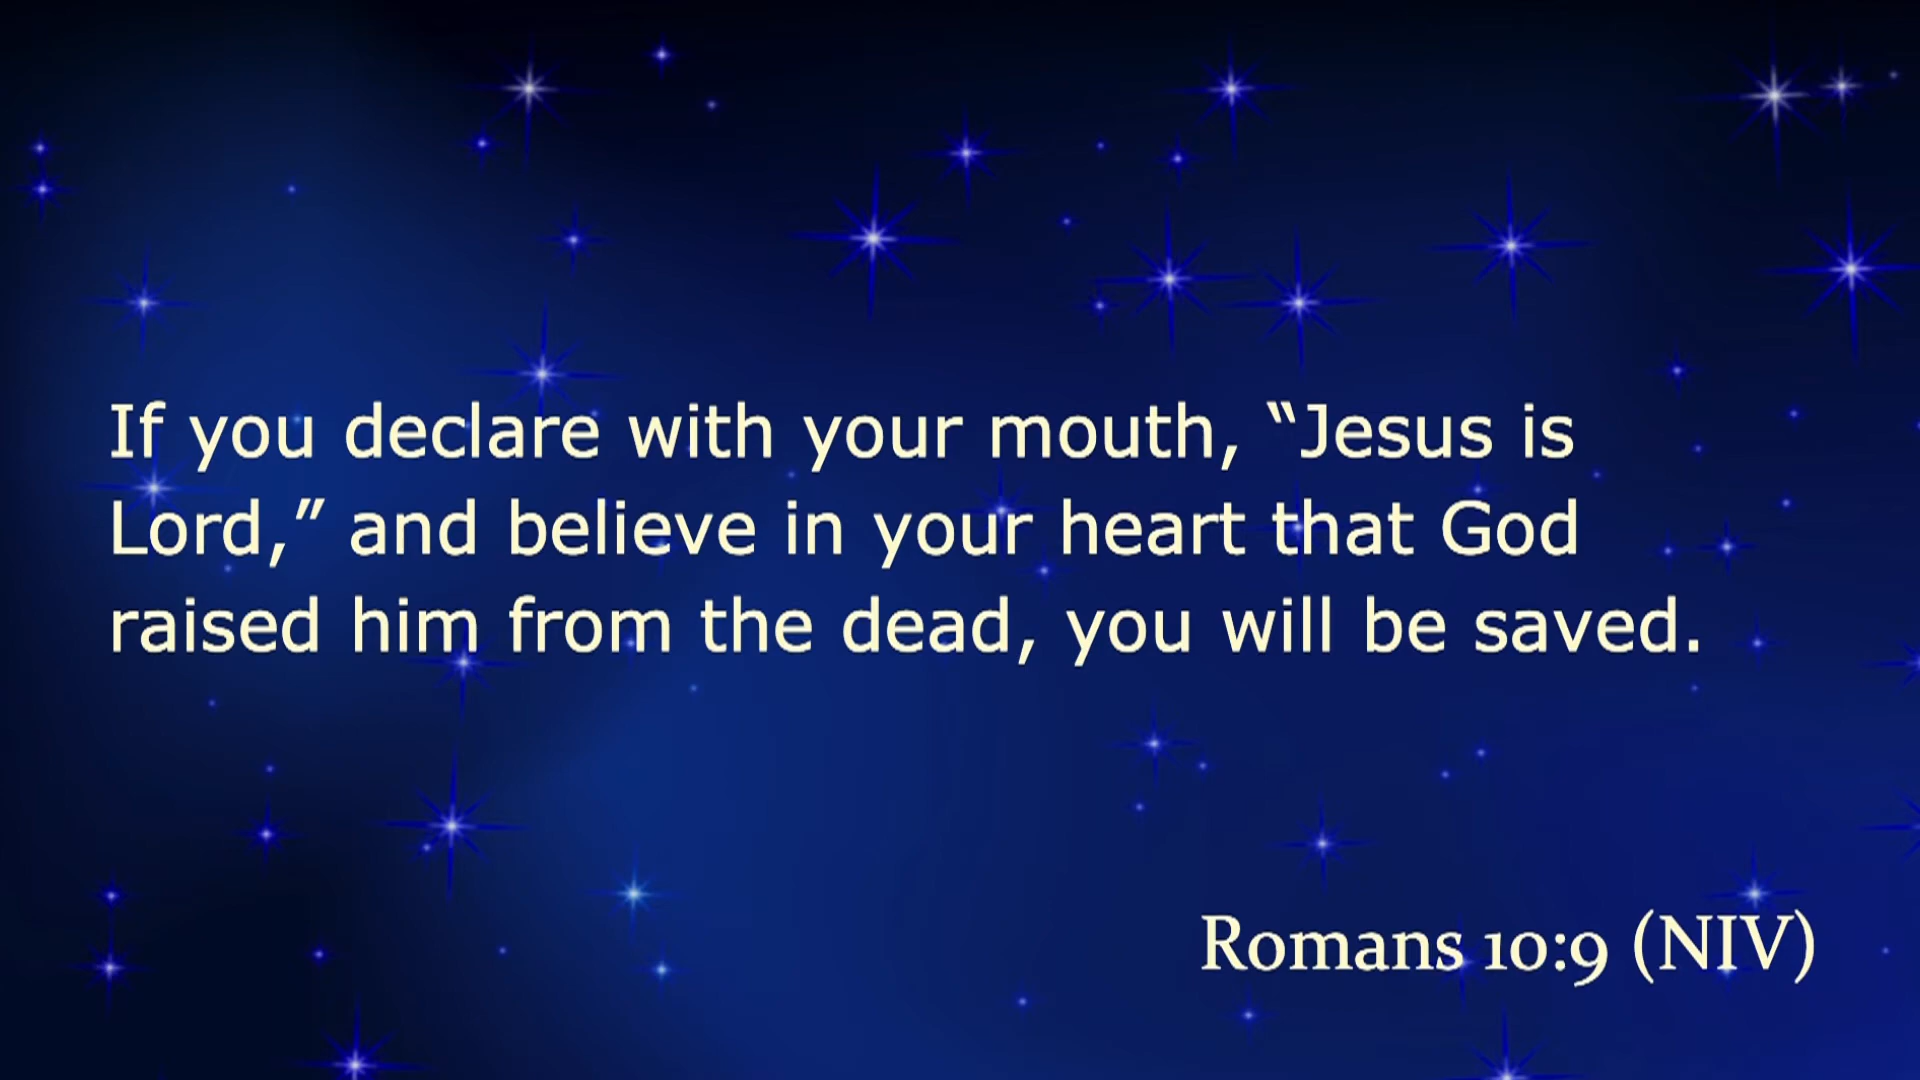 If you declare with your mouth, “Jesus is
Lord,” and believe in your heart that God
raised him from the dead, you will be saved.
Romans 10:9 (NIV)